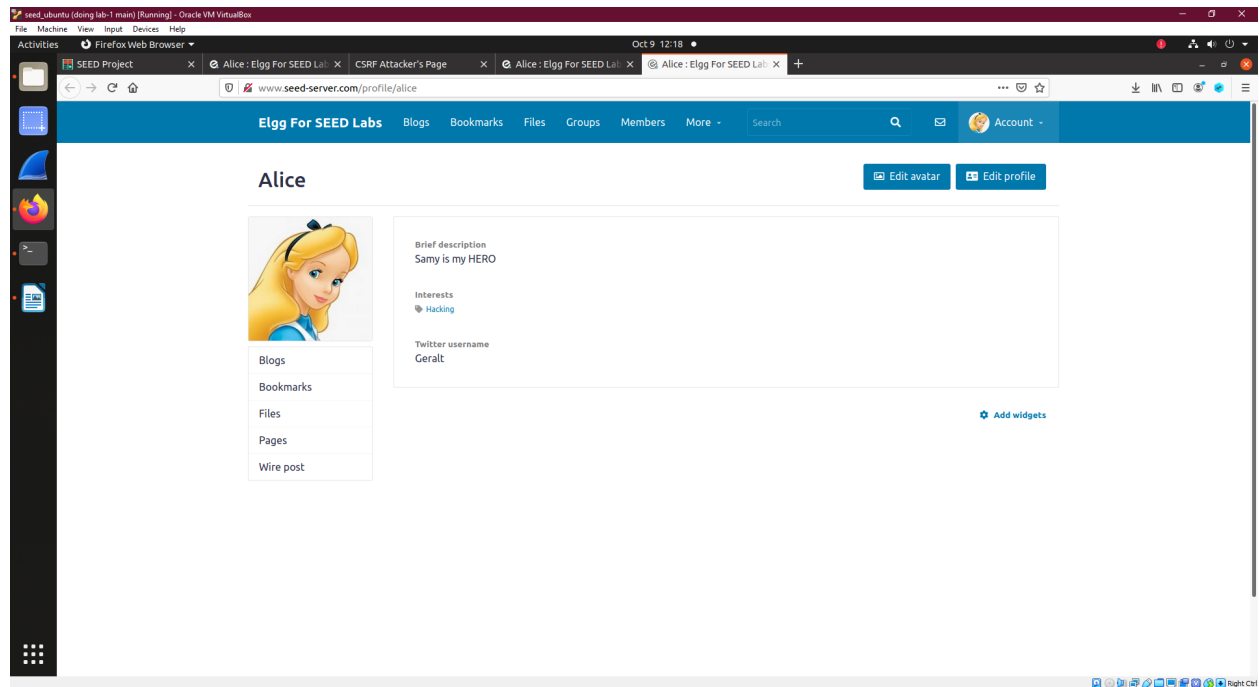 seed_ubuntu (doing lab-1 main) [Running] - Oracle VM VirtualBox
File Machine View Input Devices Help
Activities Firefox Web Browser Oct 9 12:18
SEED Project Alice : Elgg For SEED Lab CSRF Attacker's Page Alice : Elgg For SEED Lab Alice : Elgg For SEED Lab
www.seed-server.com/profile/alice
Elgg For SEED Labs Blogs Bookmarks Files Groups Members More Search Account
Alice Edit avatar Edit profile
Brief description
Samy is my HERO
Interests
Hacking
Twitter username
Geralt
Blogs
Bookmarks
Files
Pages
Wire post
Add widgets
Right Ctrl